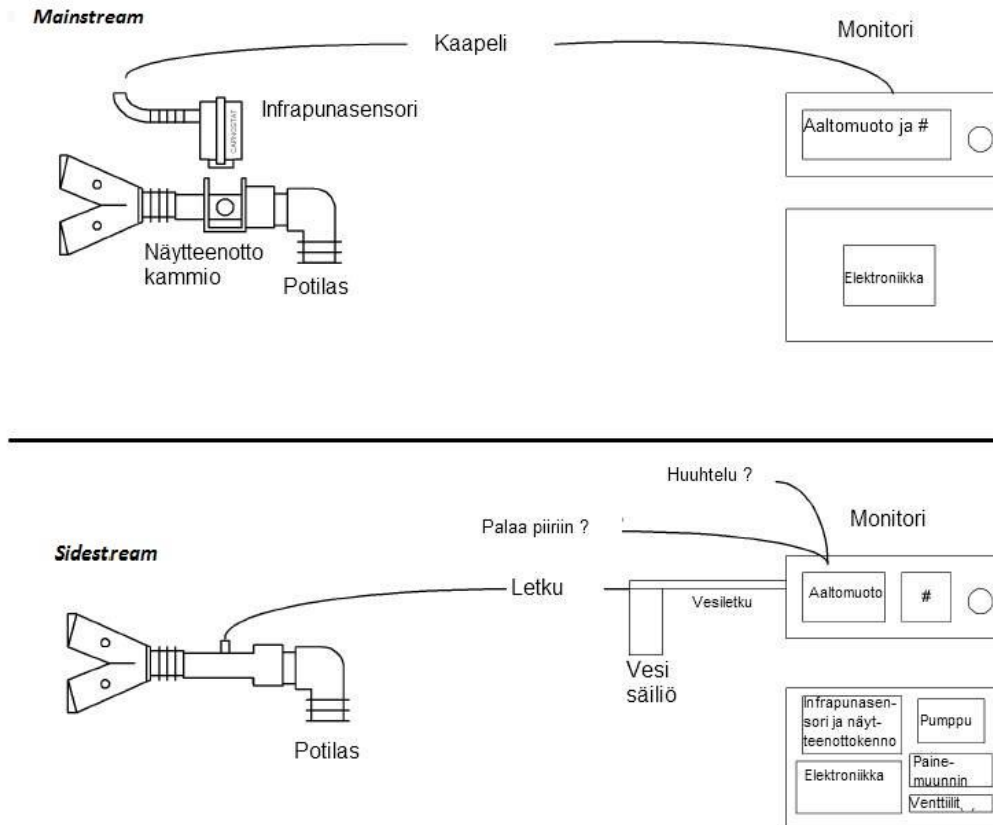 Mainstream
Kaapeli
Monitori
Infrapunasensori
CAPNOSTAT
Aaltomuoto ja #
Näytteenotto
kammio
Potilas
Elektroniikka
Huuhtelu ?
Palaa piiriin ?
Monitori
Sidestream
Letku
Vesiletku
Aaltomuoto
#
Vesi
säiliö
Potilas
Infrapunasen-
sori ja näyt-
teenottokenno
Pumppu
Elektroniikka
Paine-
muunnin
Venttiilit